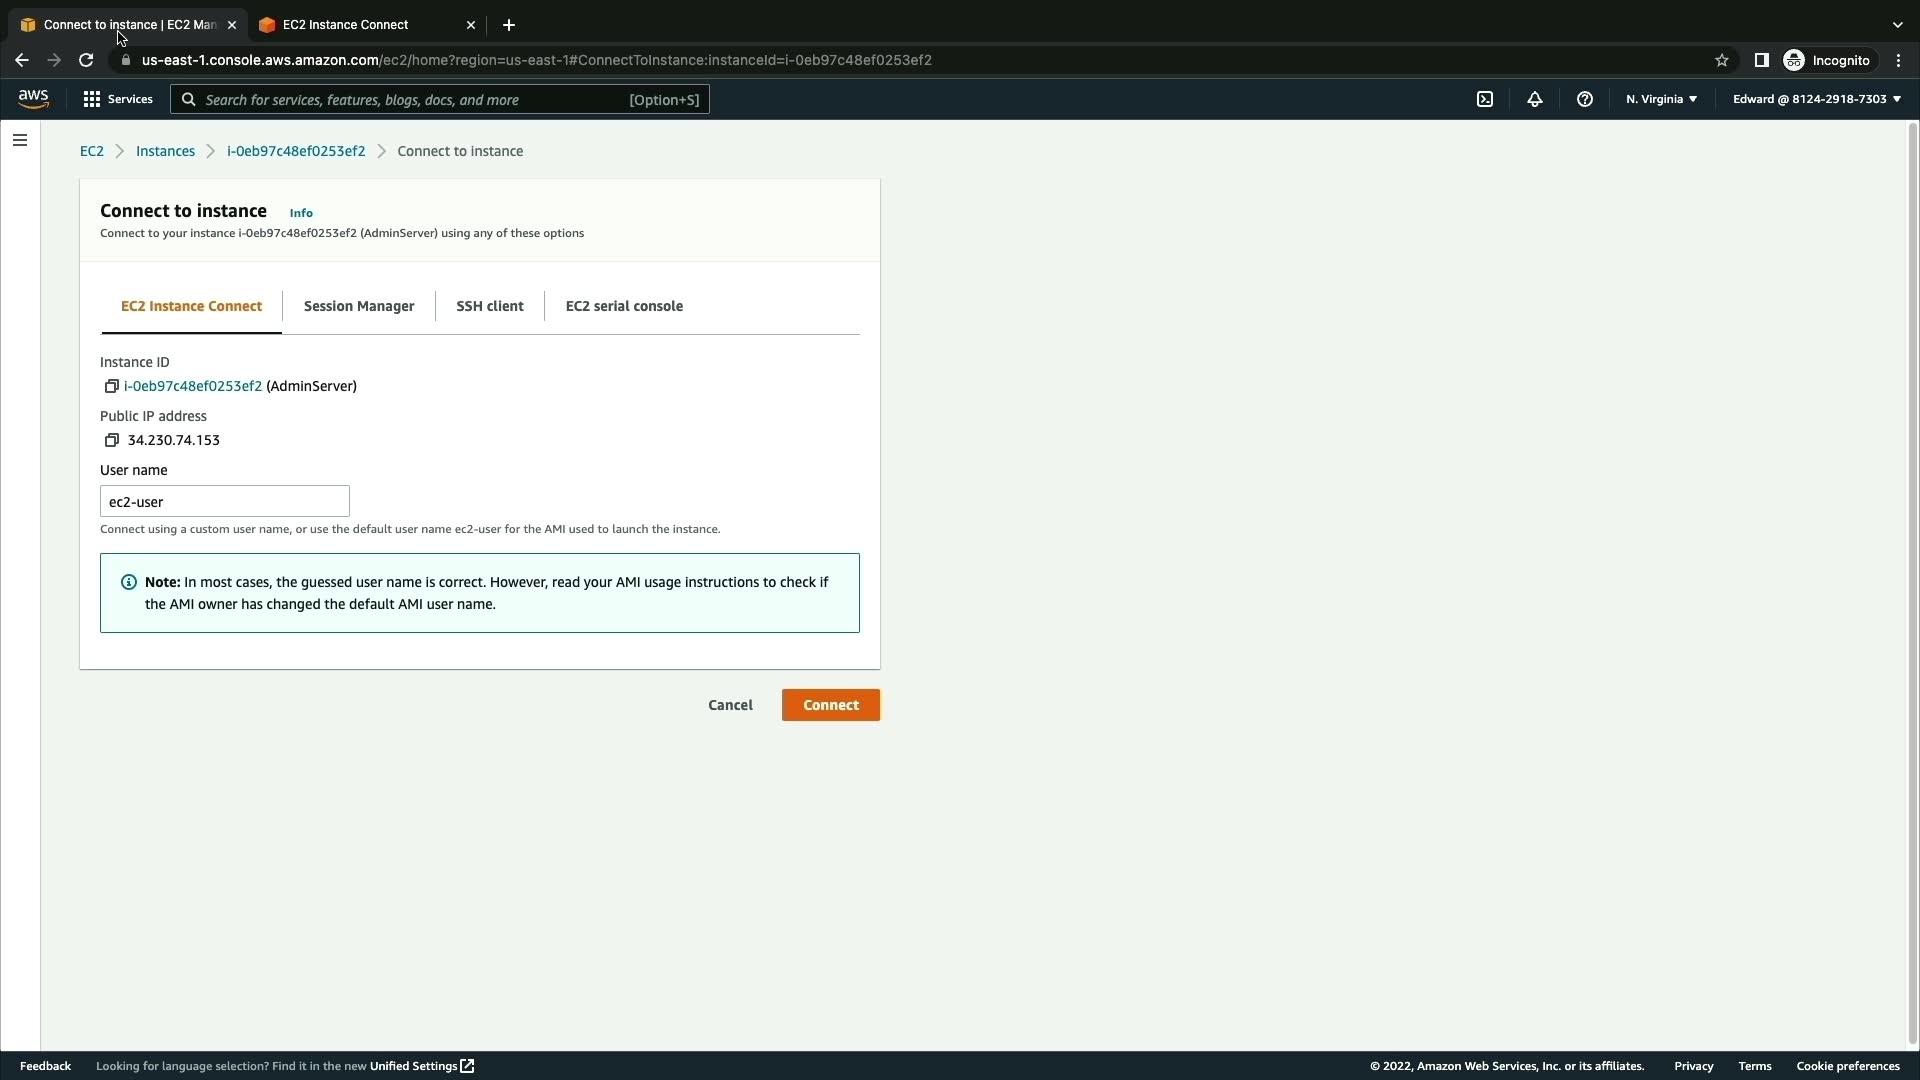 Connect to instance | EC2 Man
EC2 Instance Connect
us-east-1.console.aws.amazon.com/ec2/home?region=us-east-1#ConnectToInstance:instanceId=i-0eb97c48ef0253ef2
Incognito
aws
Services
Search for services, features, blogs, docs, and more
[Option+S]
N. Virginia
Edward @ 8124-2918-7303
EC2 > Instances > i-0eb97c48ef0253ef2 > Connect to instance
Connect to instance Info
Connect to your instance i-0eb97c48ef0253ef2 (AdminServer) using any of these options
EC2 Instance Connect
Session Manager
SSH client
EC2 serial console
Instance ID
i-0eb97c48ef0253ef2 (AdminServer)
Public IP address
34.230.74.153
User name
ec2-user
Connect using a custom user name, or use the default user name ec2-user for the AMI used to launch the instance.
Note: In most cases, the guessed user name is correct. However, read your AMI usage instructions to check if
the AMI owner has changed the default AMI user name.
Cancel
Connect
Feedback
Looking for language selection? Find it in the new Unified Settings
© 2022, Amazon Web Services, Inc. or its affiliates.
Privacy
Terms
Cookie preferences